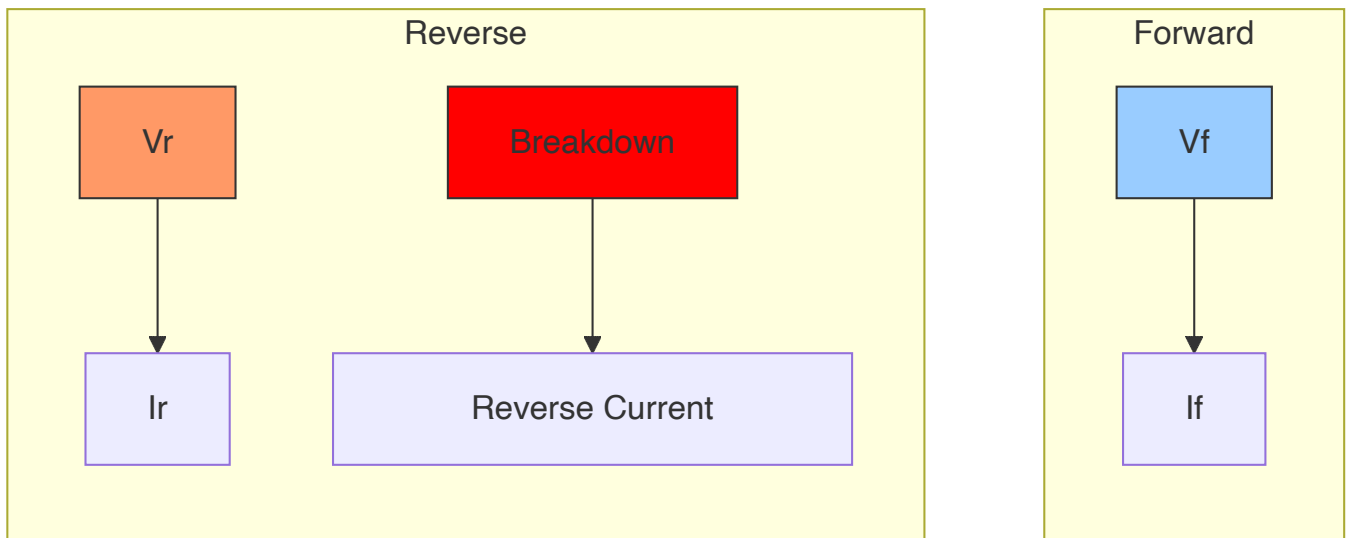 Reverse
Vr
Breakdown
Ir
Reverse Current
Forward
Vf
If